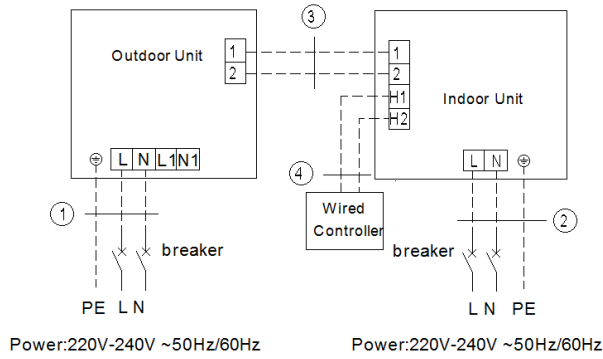 3
Outdoor Unit
1
2
1
2
H1
H2
Indoor Unit
L N L1 N1
L N
4
Wired
Controller
1
2
breaker
breaker
PE L N
L N PE
Power:220V-240V ~50Hz/60Hz
Power:220V-240V ~50Hz/60Hz